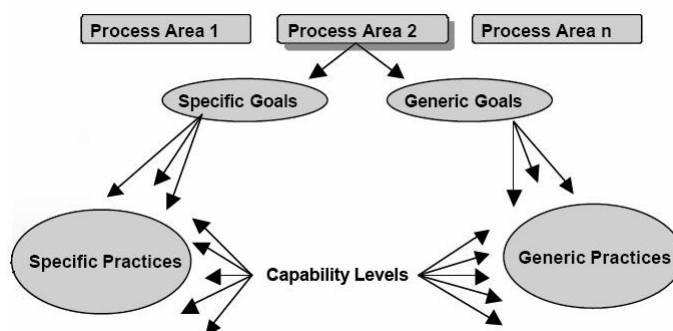 Process Area 1
Process Area 2
Process Area n
Specific Goals
Generic Goals
Specific Practices
Capability Levels
Generic Practices